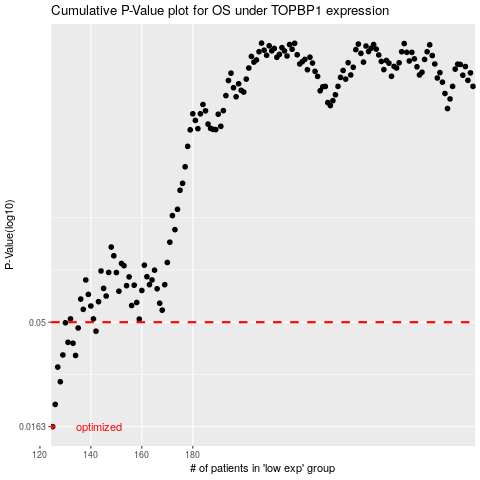 Cumulative P-Value plot for OS under TOPBP1 expression
P-Value(log10)
0.05
0.0163
optimized
120 140 160 180
# of patients in 'low exp' group